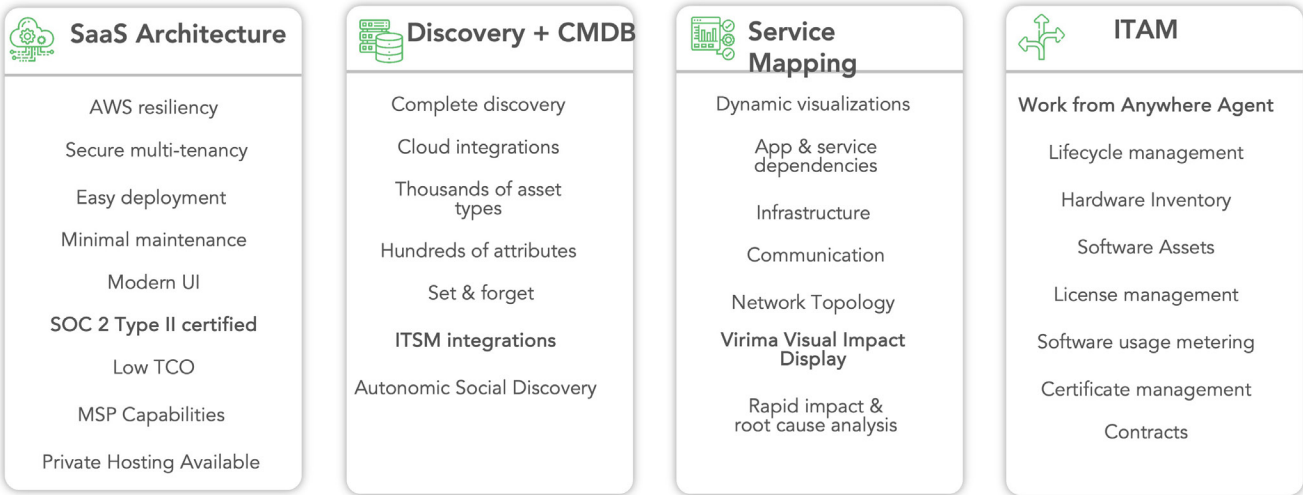 SaaS Architecture
AWS resiliency
Secure multi-tenancy
Easy deployment
Minimal maintenance
Modern UI
SOC 2 Type II certified
Low TCO
MSP Capabilities
Private Hosting Available
Discovery + CMDB
Complete discovery
Cloud integrations
Thousands of asset
types
Hundreds of attributes
Set & forget
ITSM integrations
Autonomic Social Discovery
Service
Mapping
Dynamic visualizations
App & service
dependencies
Infrastructure
Communication
Network Topology
Virima Visual Impact
Display
Rapid impact &
root cause analysis
ITAM
Work from Anywhere Agent
Lifecycle management
Hardware Inventory
Software Assets
License management
Software usage metering
Certificate management
Contracts